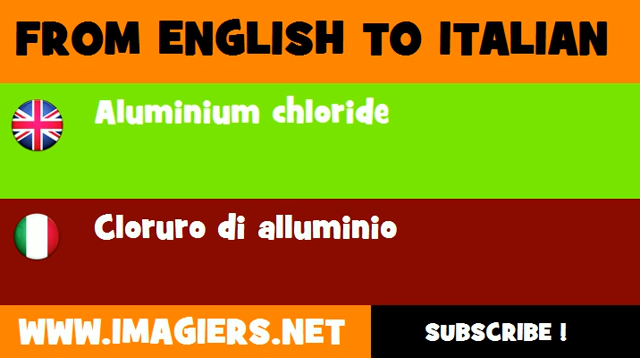 FROM ENGLISH TO ITALIAN
Aluminium chloride
Cloruro di alluminio
WWW.IMAGIERS.NET
SUBSCRIBE !